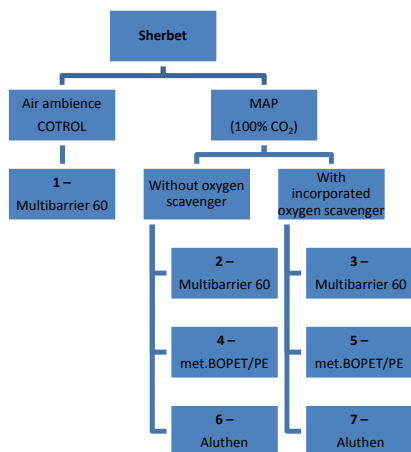 Sherbet
Air ambience
COTROL
MAP
(100% CO₂)
1 –
Multibarrier 60
Without oxygen
scavenger
With
incorporated
oxygen scavenger
2 –
Multibarrier 60
3 –
Multibarrier 60
4 –
met.BOPET/PE
5 –
met.BOPET/PE
6 –
Aluthen
7 –
Aluthen